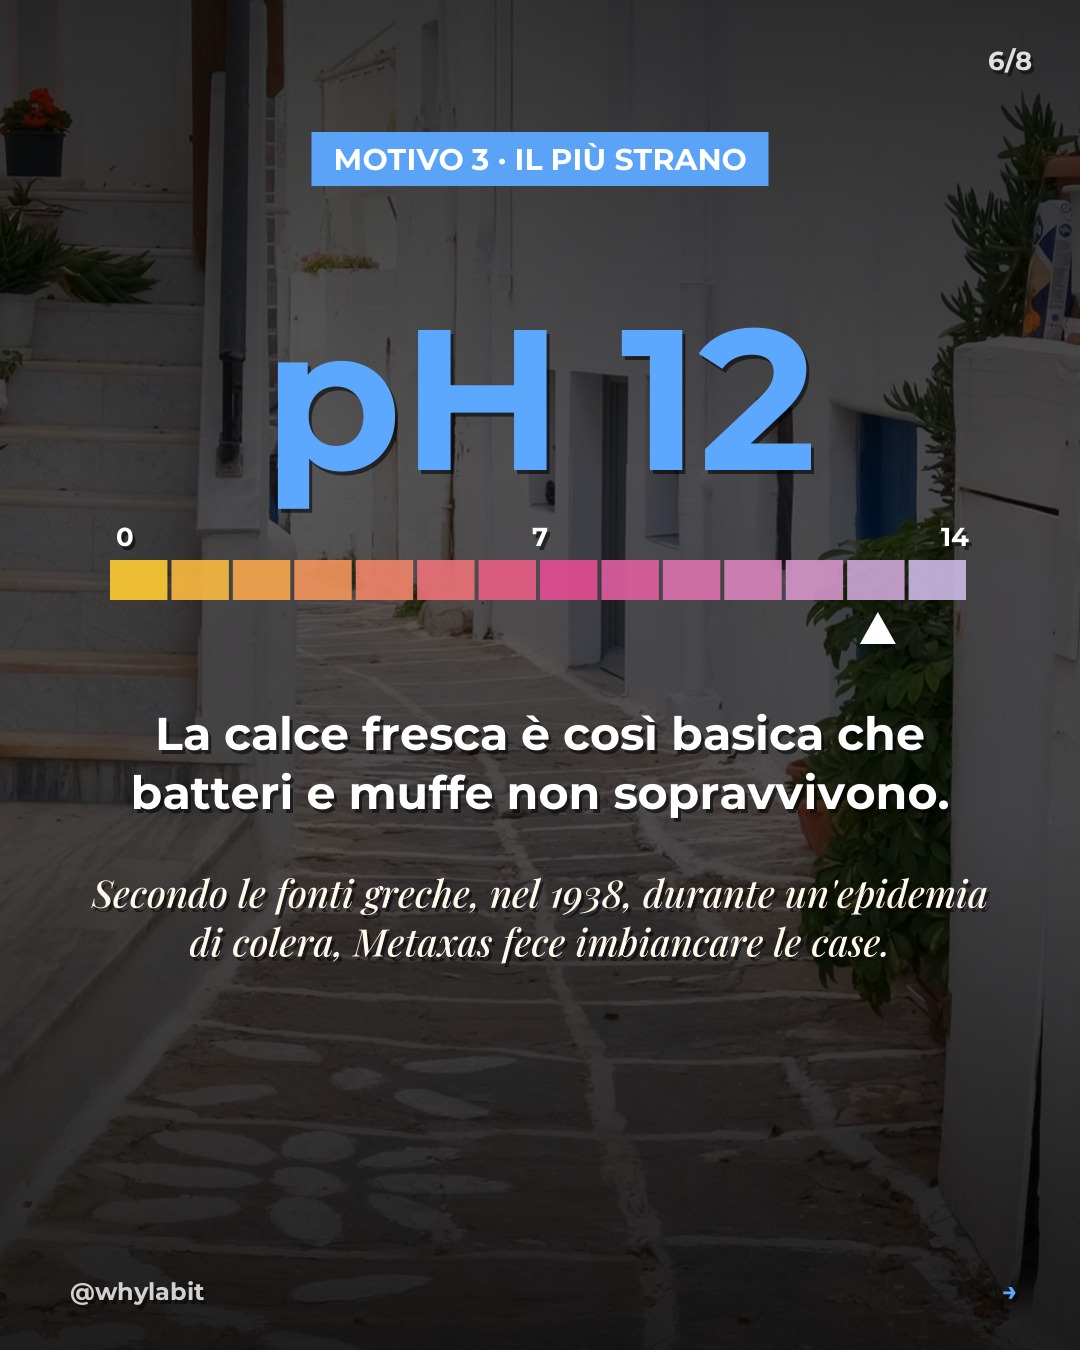 6/8
MOTIVO 3 · IL PIÙ STRANO
pH 12
0 7 14
La calce fresca è così basica che
batteri e muffe non sopravvivono.
Secondo le fonti greche, nel 1938, durante un'epidemia
di colera, Metaxas fece imbiancare le case.
@whylabit →